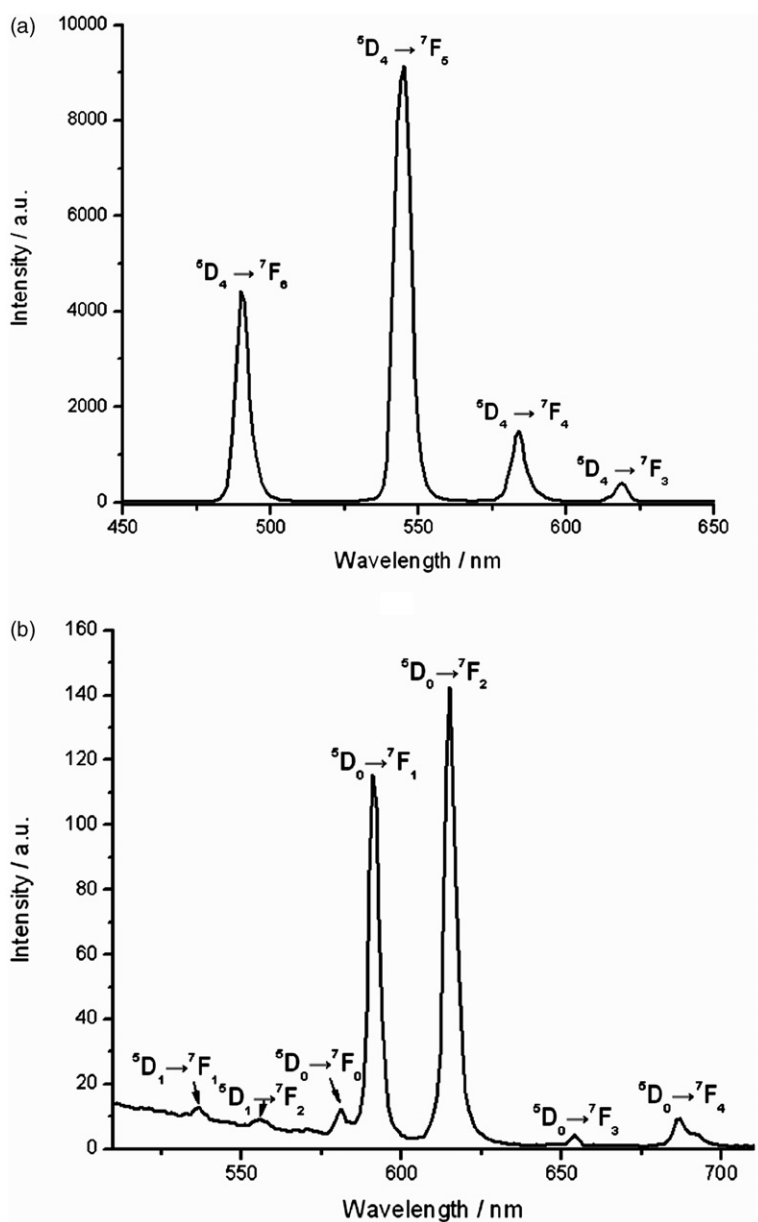 (a)
10000
8000
6000
4000
2000
0
Intensity / a.u.
⁵D₄ → ⁷F₆
⁵D₄ → ⁷F₅
⁵D₄ → ⁷F₄
⁵D₄ → ⁷F₃
450 500 550 600 650
Wavelength / nm
(b)
160
140
120
100
80
60
40
20
0
Intensity / a.u.
⁵D₁→⁷F₁
⁵D₁→⁷F₂
⁵D₀→⁷F₀
⁵D₀→⁷F₁
⁵D₀→⁷F₂
⁵D₀→⁷F₃
⁵D₀→⁷F₄
550 600 650 700
Wavelength / nm